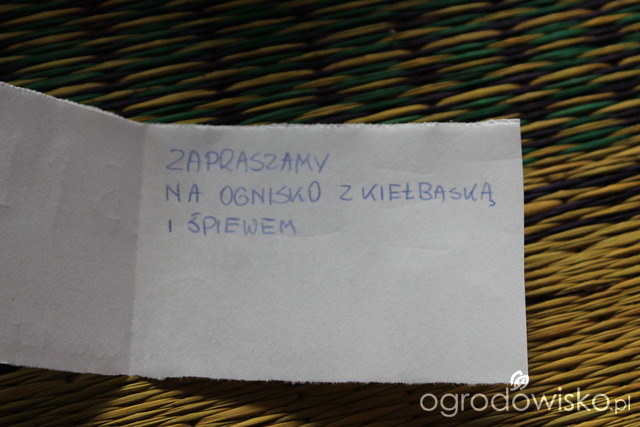 ZAPRASZAMY
NA OGNISKO Z KIEŁBASKĄ
I ŚPIEWEM
ogrodowisko.pl